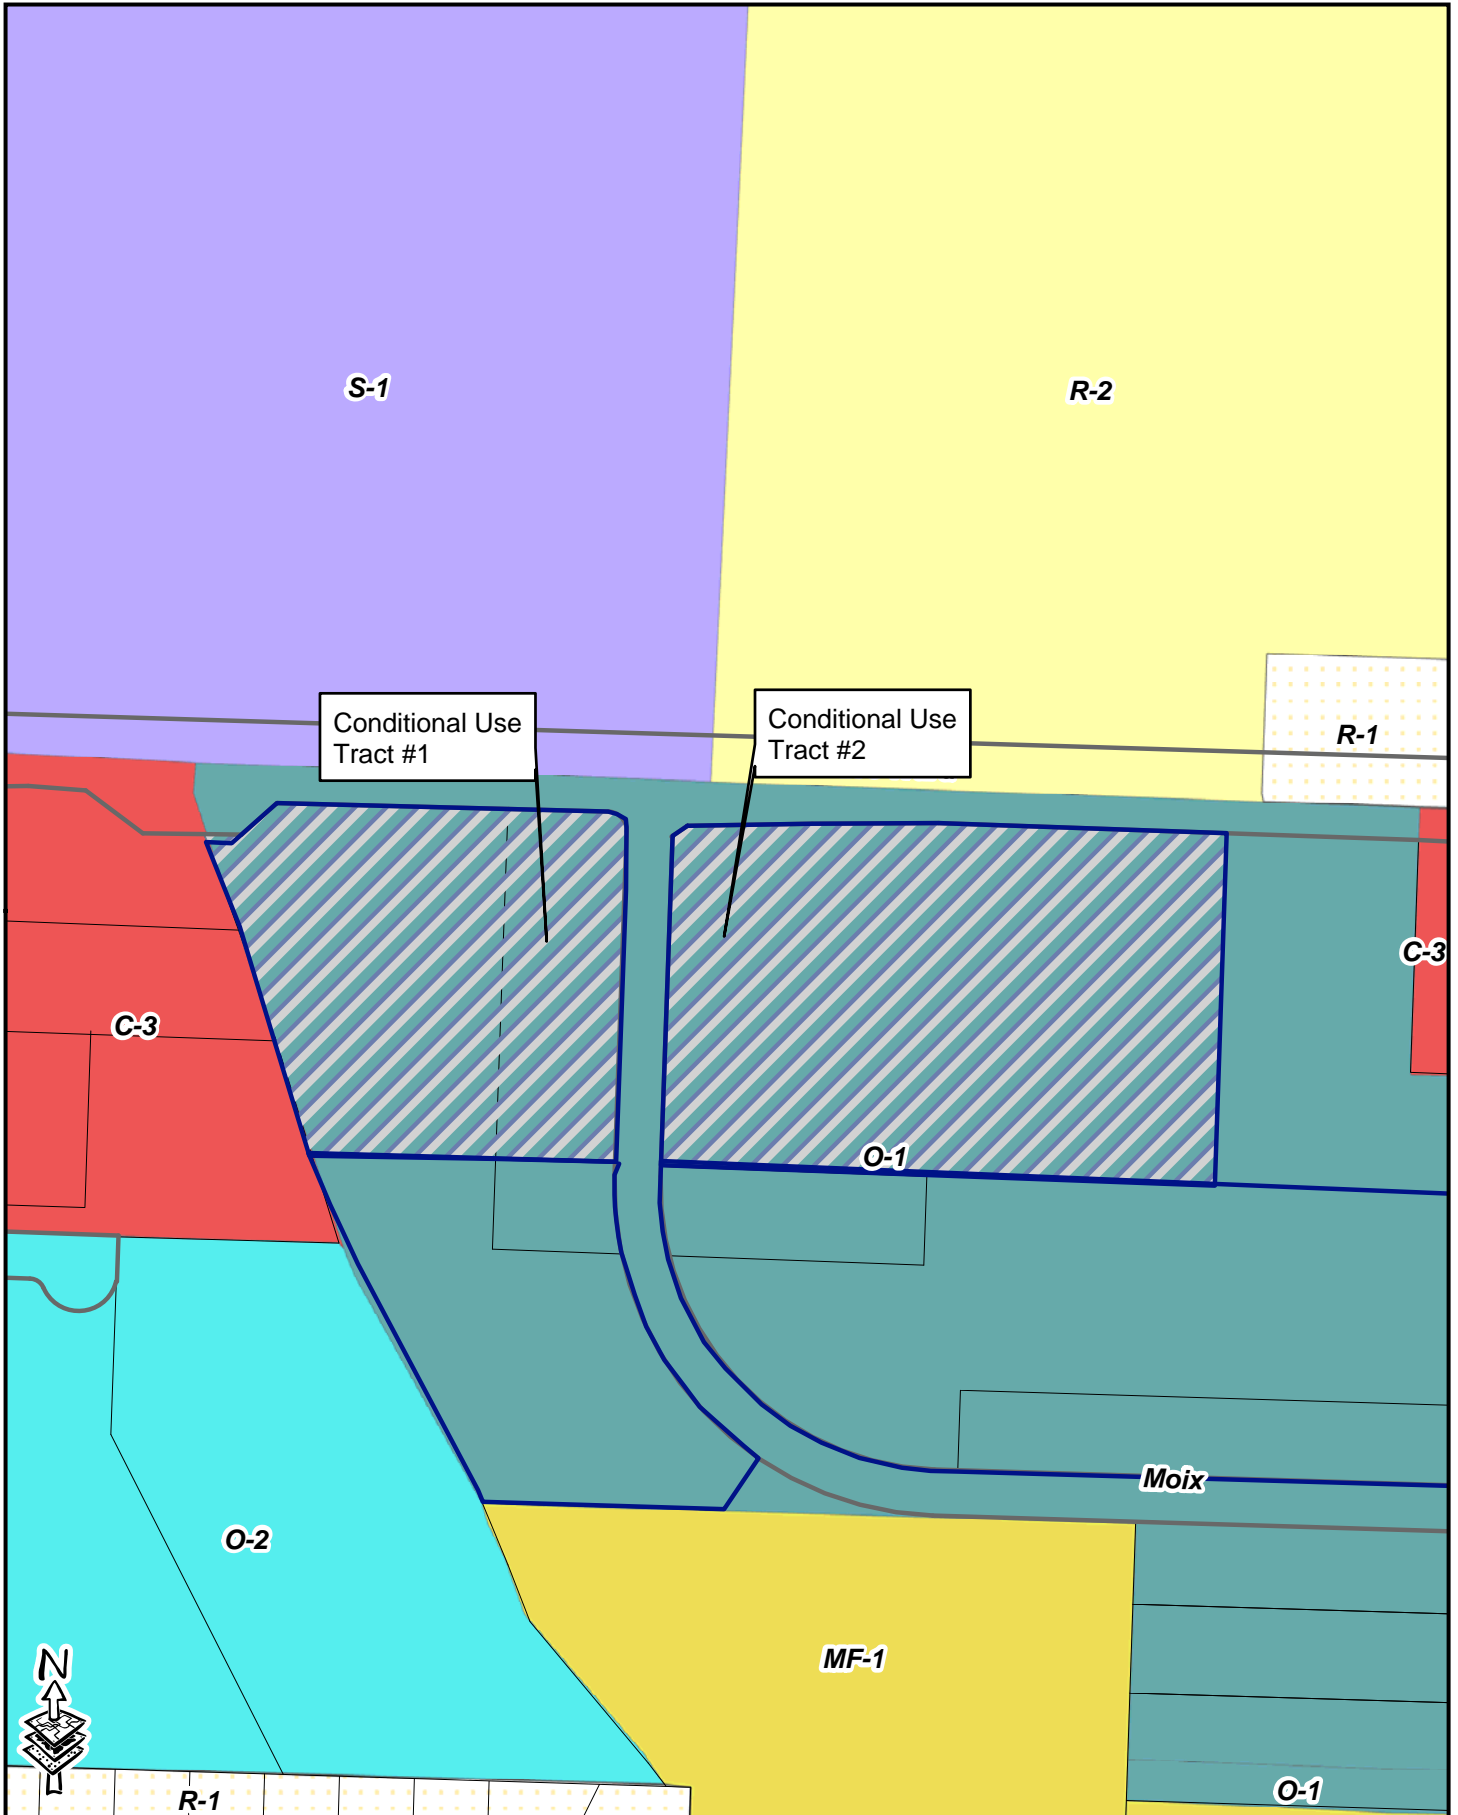 S-1
R-2
Conditional Use
Tract #1
Conditional Use
Tract #2
R-1
C-3
C-3
O-1
Moix
O-2
MF-1
N
O-1
R-1